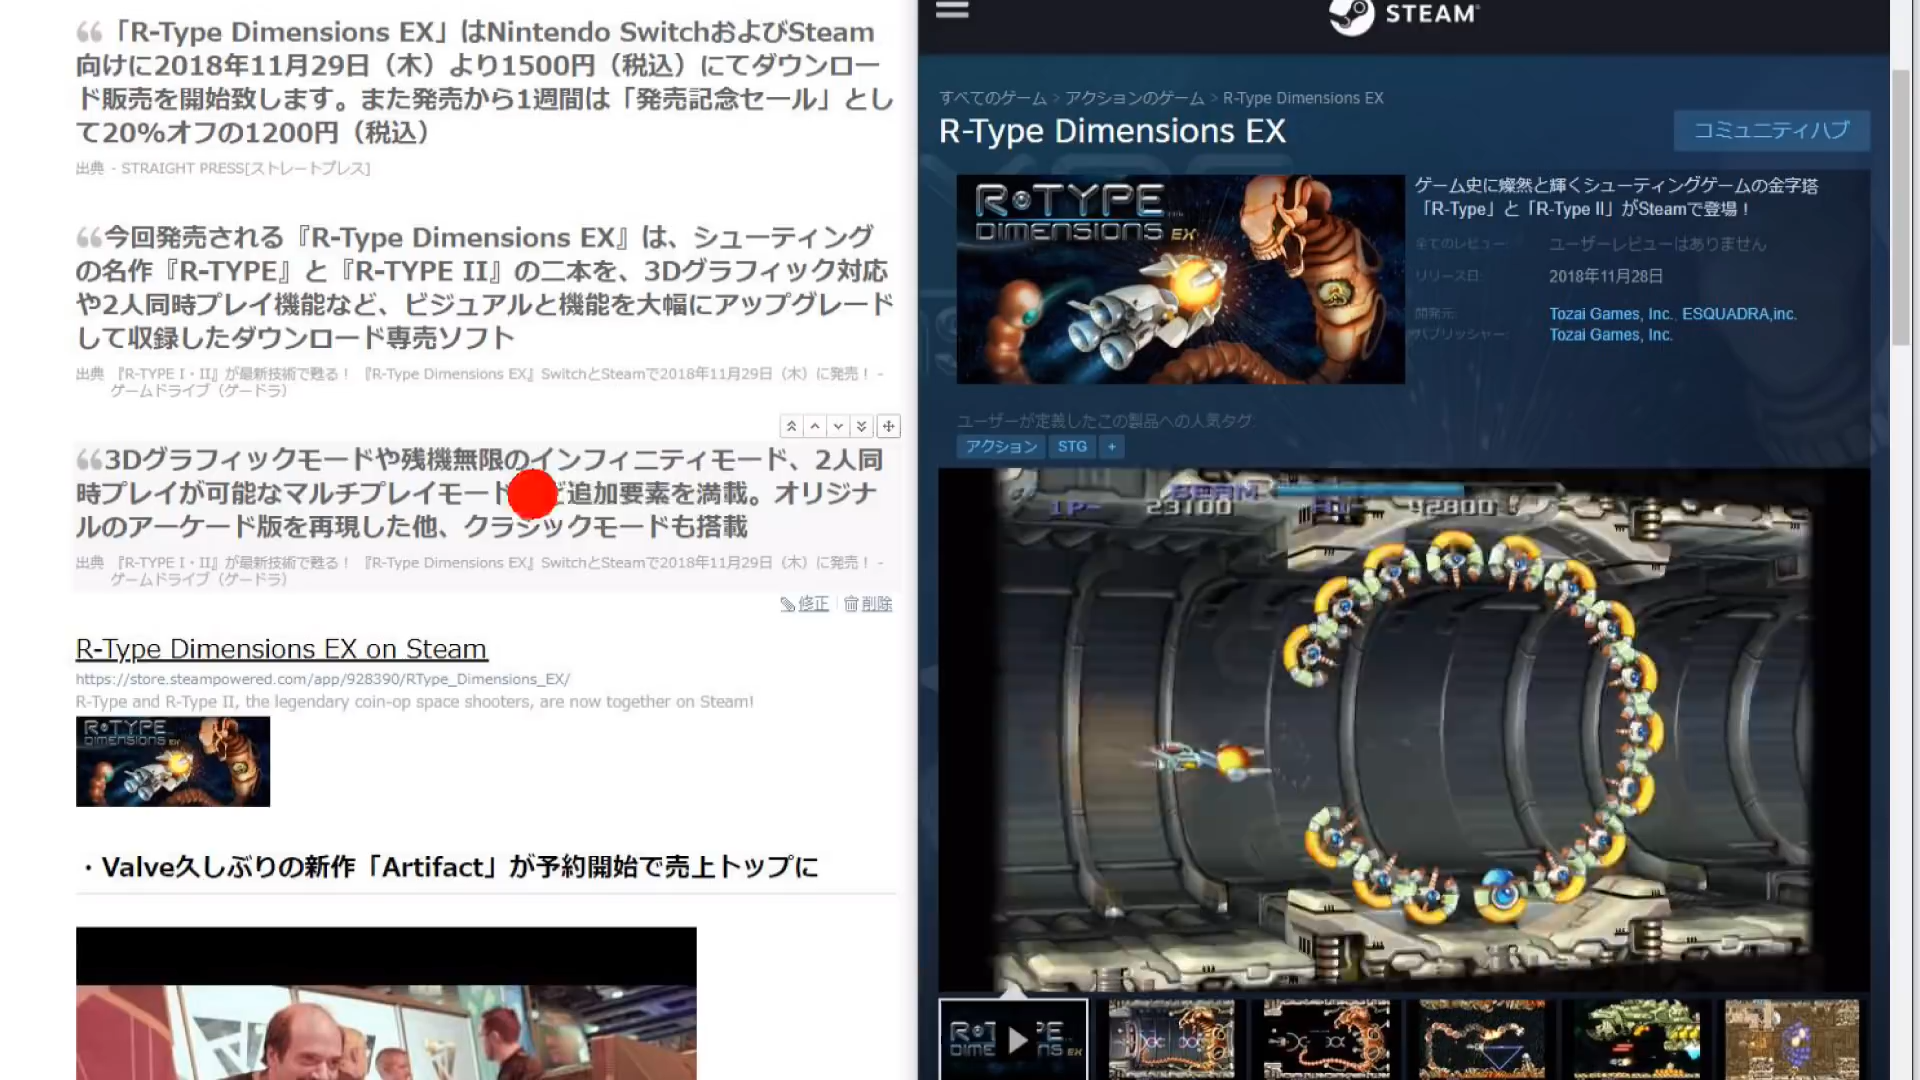 「R-Type Dimensions EX」はNintendo SwitchおよびSteam
向けに2018年11月29日（木）より1500円（税込）にてダウンロー
ド販売を開始致します。また発売から1週間は「発売記念セール」とし
て20%オフの1200円（税込）
出典 - STRAIGHT PRESS[ストレートプレス]
今回発売される『R-Type Dimensions EX』は、シューティング
の名作『R-TYPE』と『R-TYPE II』の二本を、3Dグラフィック対応
や2人同時プレイ機能など、ビジュアルと機能を大幅にアップグレード
して収録したダウンロード専売ソフト
出典 『R-TYPE I・II』が最新技術で甦る！ 『R-Type Dimensions EX』SwitchとSteamで2018年11月29日（木）に発売！ -
ゲームドライブ（ゲードラ）
3Dグラフィックモードや残機無限のインフィニティモード、2人同
時プレイが可能なマルチプレイモード ど追加要素を満載。オリジナ
ルのアーケード版を再現した他、クラシックモードも搭載
出典 『R-TYPE I・II』が最新技術で甦る！ 『R-Type Dimensions EX』SwitchとSteamで2018年11月29日（木）に発売！ -
ゲームドライブ（ゲードラ）
修正 削除
R-Type Dimensions EX on Steam
https://store.steampowered.com/app/928390/RType_Dimensions_EX/
R-Type and R-Type II, the legendary coin-op space shooters, are now together on Steam!
R-TYPE
DIMENSIONS EX
・Valve久しぶりの新作「Artifact」が予約開始で売上トップに
STEAM
すべてのゲーム > アクションのゲーム > R-Type Dimensions EX
R-Type Dimensions EX
コミュニティハブ
R-TYPE
DIMENSIONS EX
ゲーム史に燦然と輝くシューティングゲームの金字塔
「R-Type」と「R-Type II」がSteamで登場！
全てのレビュー: ユーザーレビューはありません
リリース日: 2018年11月28日
開発元: Tozai Games, Inc., ESQUADRA,inc.
パブリッシャー: Tozai Games, Inc.
ユーザーが定義したこの製品への人気タグ:
アクション STG +
BEAM
1P- 23100 HI- 42800